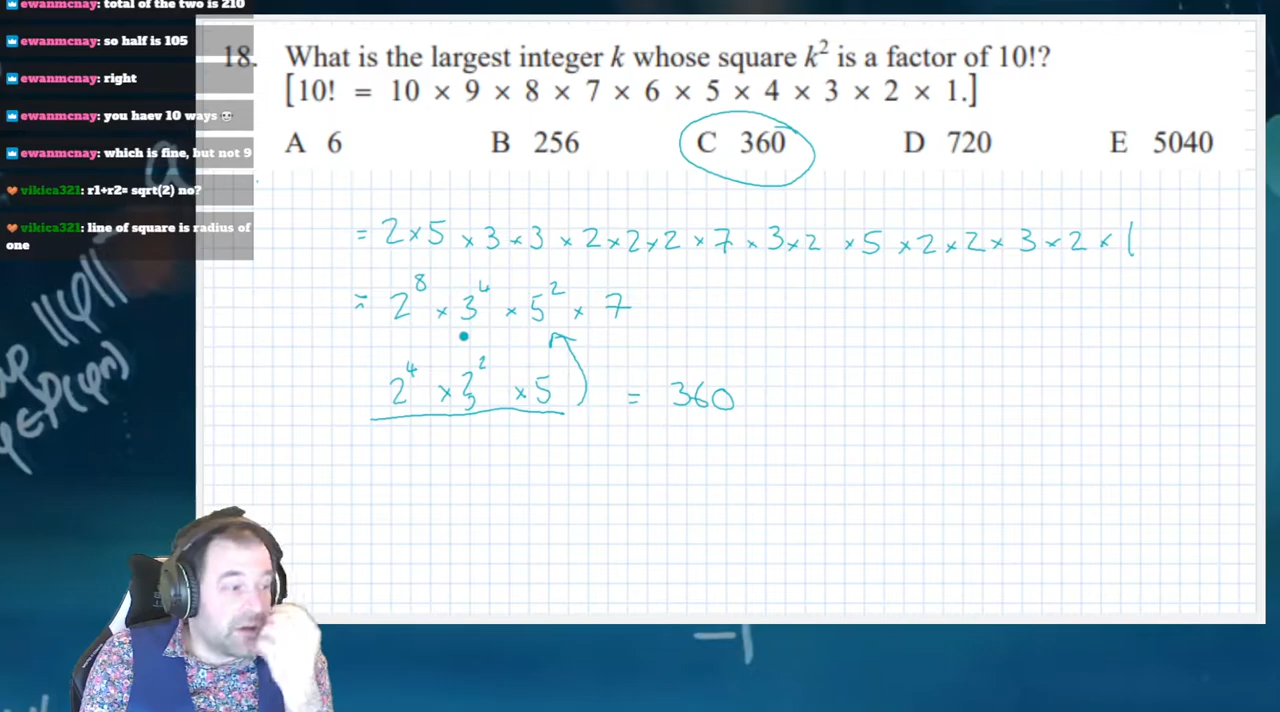 ewanmcnay: total of the two is 210
ewanmcnay: so half is 105
ewanmcnay: right
ewanmcnay: you haev 10 ways
ewanmcnay: which is fine, but not 9
vikica321: r1+r2= sqrt(2) no?
vikica321: line of square is radius of
one
18. What is the largest integer k whose square k² is a factor of 10!?
[10! = 10 × 9 × 8 × 7 × 6 × 5 × 4 × 3 × 2 × 1.]
A 6 B 256 C 360 D 720 E 5040
= 2 × 5 × 3 × 3 × 2 × 2 × 2 × 7 × 3 × 2 × 5 × 2 × 2 × 3 × 2 × 1
= 2⁸ × 3⁴ × 5² × 7
2⁴ × 3² × 5 ) = 360
-1